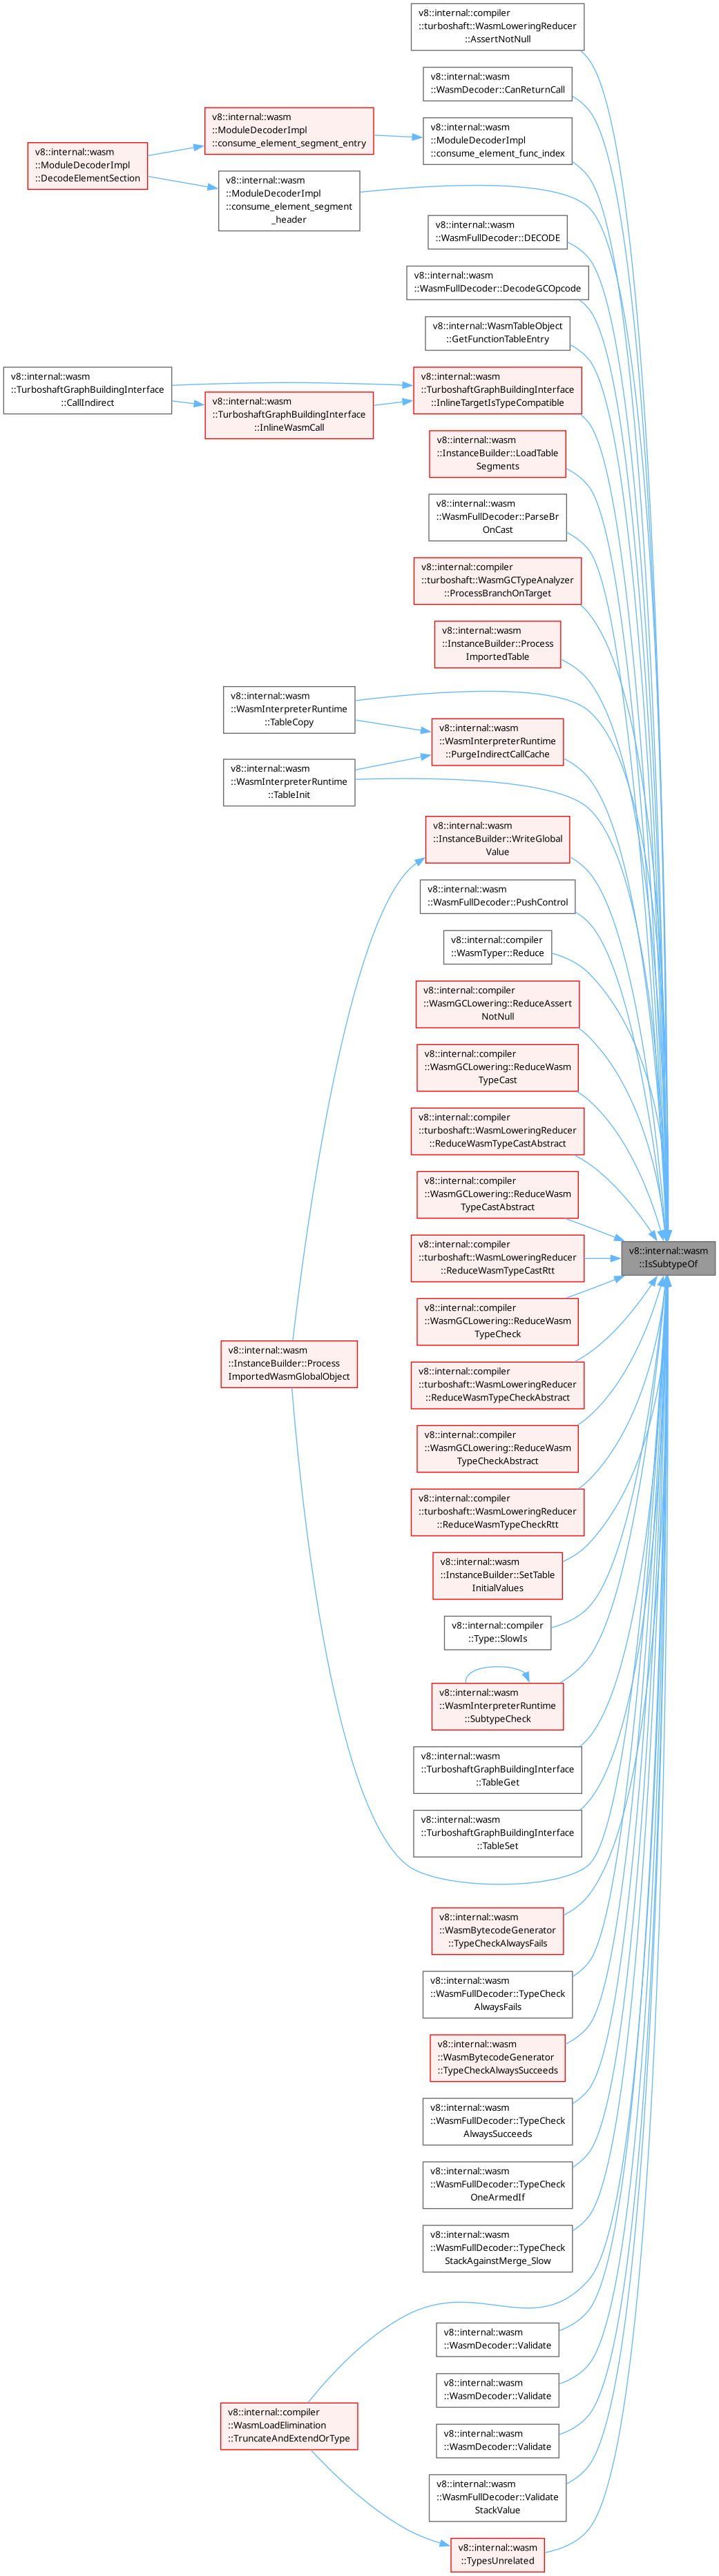 v8::internal::compiler
::turboshaft::WasmLoweringReducer
::AssertNotNull
v8::internal::wasm
::WasmDecoder::CanReturnCall
v8::internal::wasm
::ModuleDecoderImpl
::consume_element_segment_entry
v8::internal::wasm
::ModuleDecoderImpl
::consume_element_func_index
v8::internal::wasm
::ModuleDecoderImpl
::DecodeElementSection
v8::internal::wasm
::ModuleDecoderImpl
::consume_element_segment
_header
v8::internal::wasm
::WasmFullDecoder::DECODE
v8::internal::wasm
::WasmFullDecoder::DecodeGCOpcode
v8::internal::WasmTableObject
::GetFunctionTableEntry
v8::internal::wasm
::TurboshaftGraphBuildingInterface
::CallIndirect
v8::internal::wasm
::TurboshaftGraphBuildingInterface
::InlineTargetIsTypeCompatible
v8::internal::wasm
::TurboshaftGraphBuildingInterface
::InlineWasmCall
v8::internal::wasm
::InstanceBuilder::LoadTable
Segments
v8::internal::wasm
::WasmFullDecoder::ParseBr
OnCast
v8::internal::compiler
::turboshaft::WasmGCTypeAnalyzer
::ProcessBranchOnTarget
v8::internal::wasm
::InstanceBuilder::Process
ImportedTable
v8::internal::wasm
::WasmInterpreterRuntime
::TableCopy
v8::internal::wasm
::WasmInterpreterRuntime
::PurgeIndirectCallCache
v8::internal::wasm
::WasmInterpreterRuntime
::TableInit
v8::internal::wasm
::InstanceBuilder::WriteGlobal
Value
v8::internal::wasm
::WasmFullDecoder::PushControl
v8::internal::compiler
::WasmTyper::Reduce
v8::internal::compiler
::WasmGCLowering::ReduceAssert
NotNull
v8::internal::compiler
::WasmGCLowering::ReduceWasm
TypeCast
v8::internal::compiler
::turboshaft::WasmLoweringReducer
::ReduceWasmTypeCastAbstract
v8::internal::compiler
::WasmGCLowering::ReduceWasm
TypeCastAbstract
v8::internal::wasm
::IsSubtypeOf
v8::internal::compiler
::turboshaft::WasmLoweringReducer
::ReduceWasmTypeCastRtt
v8::internal::compiler
::WasmGCLowering::ReduceWasm
TypeCheck
v8::internal::wasm
::InstanceBuilder::Process
ImportedWasmGlobalObject
v8::internal::compiler
::turboshaft::WasmLoweringReducer
::ReduceWasmTypeCheckAbstract
v8::internal::compiler
::WasmGCLowering::ReduceWasm
TypeCheckAbstract
v8::internal::compiler
::turboshaft::WasmLoweringReducer
::ReduceWasmTypeCheckRtt
v8::internal::wasm
::InstanceBuilder::SetTable
InitialValues
v8::internal::compiler
::Type::SlowIs
v8::internal::wasm
::WasmInterpreterRuntime
::SubtypeCheck
v8::internal::wasm
::TurboshaftGraphBuildingInterface
::TableGet
v8::internal::wasm
::TurboshaftGraphBuildingInterface
::TableSet
v8::internal::wasm
::WasmBytecodeGenerator
::TypeCheckAlwaysFails
v8::internal::wasm
::WasmFullDecoder::TypeCheck
AlwaysFails
v8::internal::wasm
::WasmBytecodeGenerator
::TypeCheckAlwaysSucceeds
v8::internal::wasm
::WasmFullDecoder::TypeCheck
AlwaysSucceeds
v8::internal::wasm
::WasmFullDecoder::TypeCheck
OneArmedIf
v8::internal::wasm
::WasmFullDecoder::TypeCheck
StackAgainstMerge_Slow
v8::internal::wasm
::WasmDecoder::Validate
v8::internal::wasm
::WasmDecoder::Validate
v8::internal::compiler
::WasmLoadElimination
::TruncateAndExtendOrType
v8::internal::wasm
::WasmDecoder::Validate
v8::internal::wasm
::WasmFullDecoder::Validate
StackValue
v8::internal::wasm
::TypesUnrelated